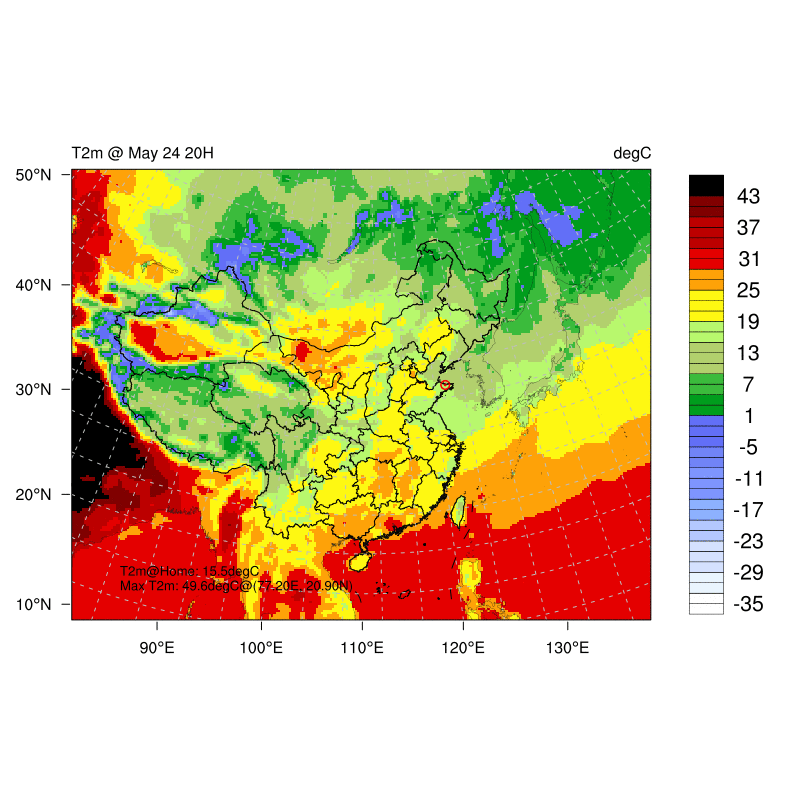 T2m @ May 24 20H
degC
50°N
40°N
30°N
20°N
10°N
90°E
100°E
110°E
120°E
130°E
43
37
31
25
19
13
7
1
-5
-11
-17
-23
-29
-35
T2m@Home: 15.5degC
Max T2m: 49.6degC@(77.20E, 20.90N)